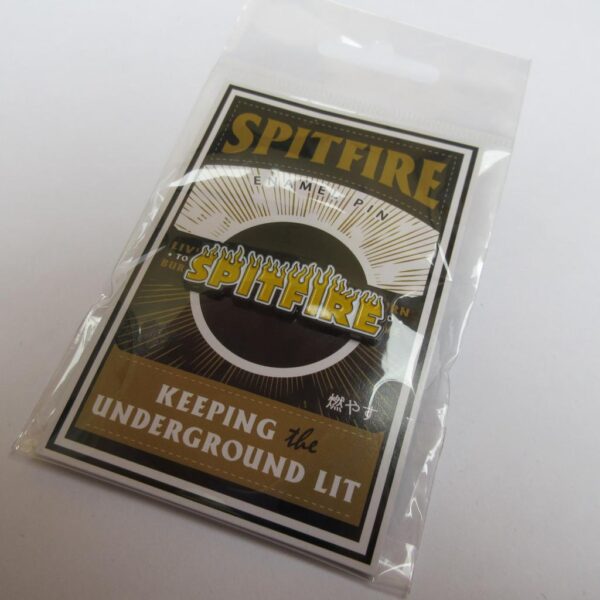 SPITFIRE
ENAMEL PIN
SPITFIRE
燃やす
KEEPING the
UNDERGROUND LIT